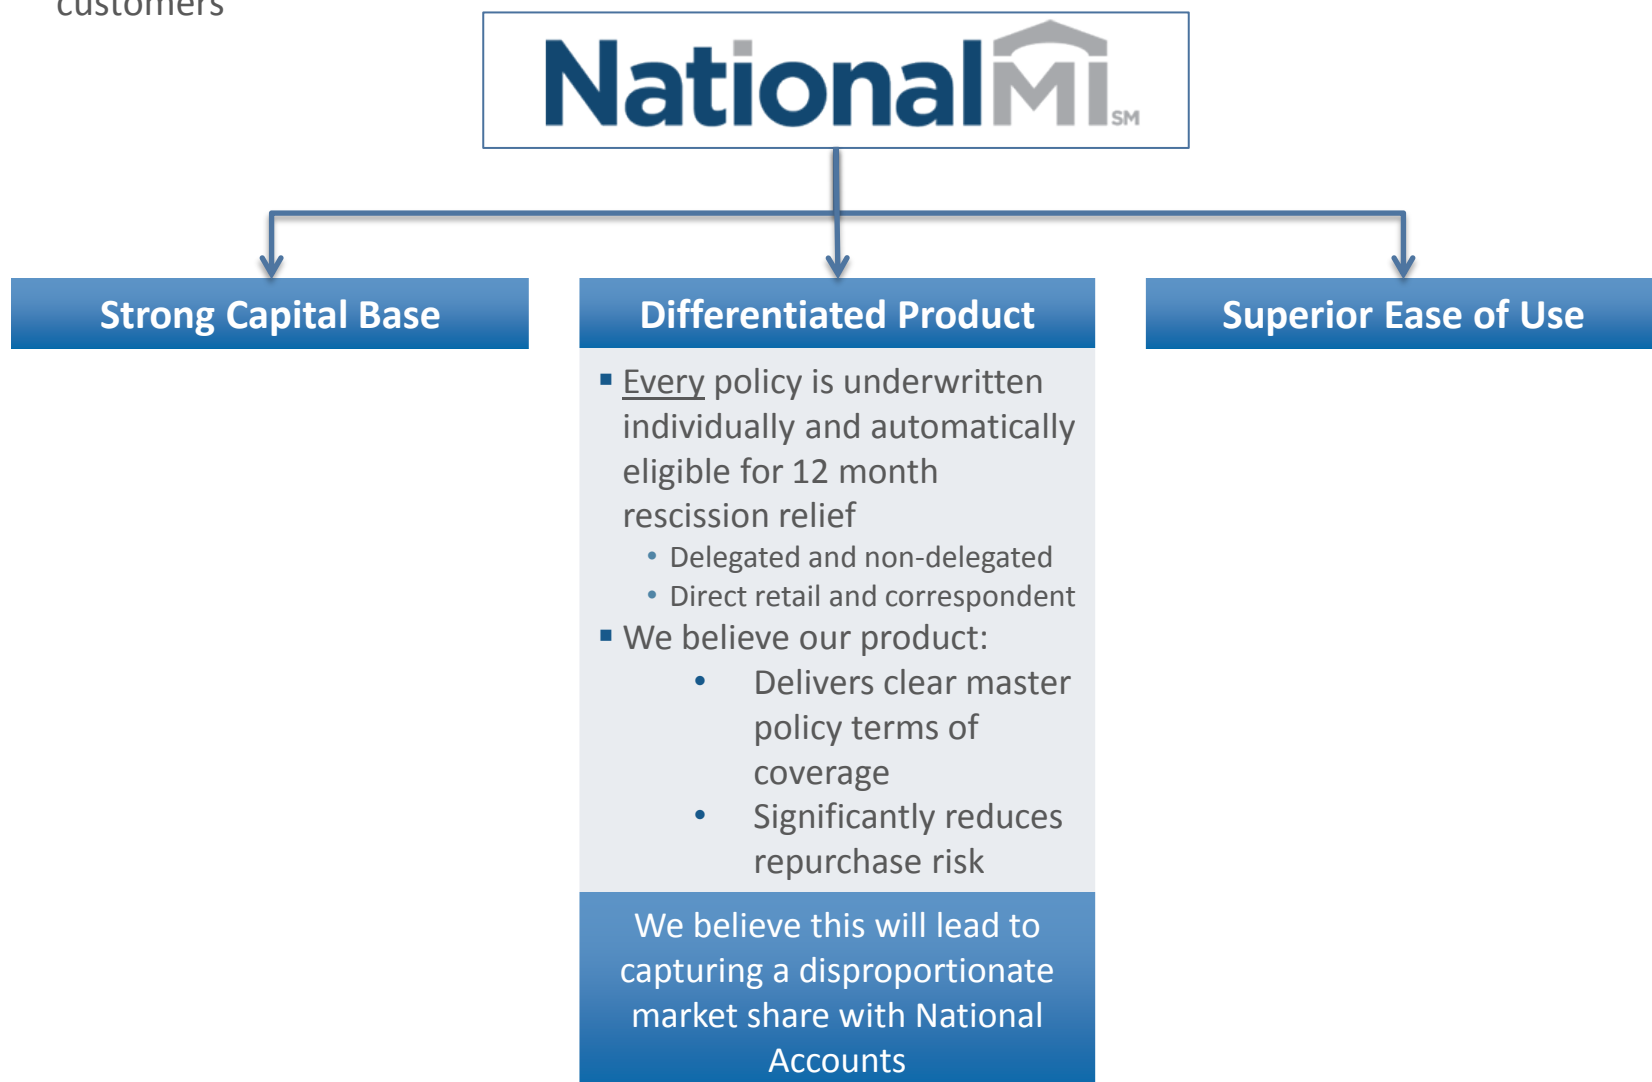 customers
NationalMI SM
Strong Capital Base
Differentiated Product
Superior Ease of Use
▪ Every policy is underwritten
individually and automatically
eligible for 12 month
rescission relief
• Delegated and non-delegated
• Direct retail and correspondent
▪ We believe our product:
• Delivers clear master
policy terms of
coverage
• Significantly reduces
repurchase risk
We believe this will lead to
capturing a disproportionate
market share with National
Accounts